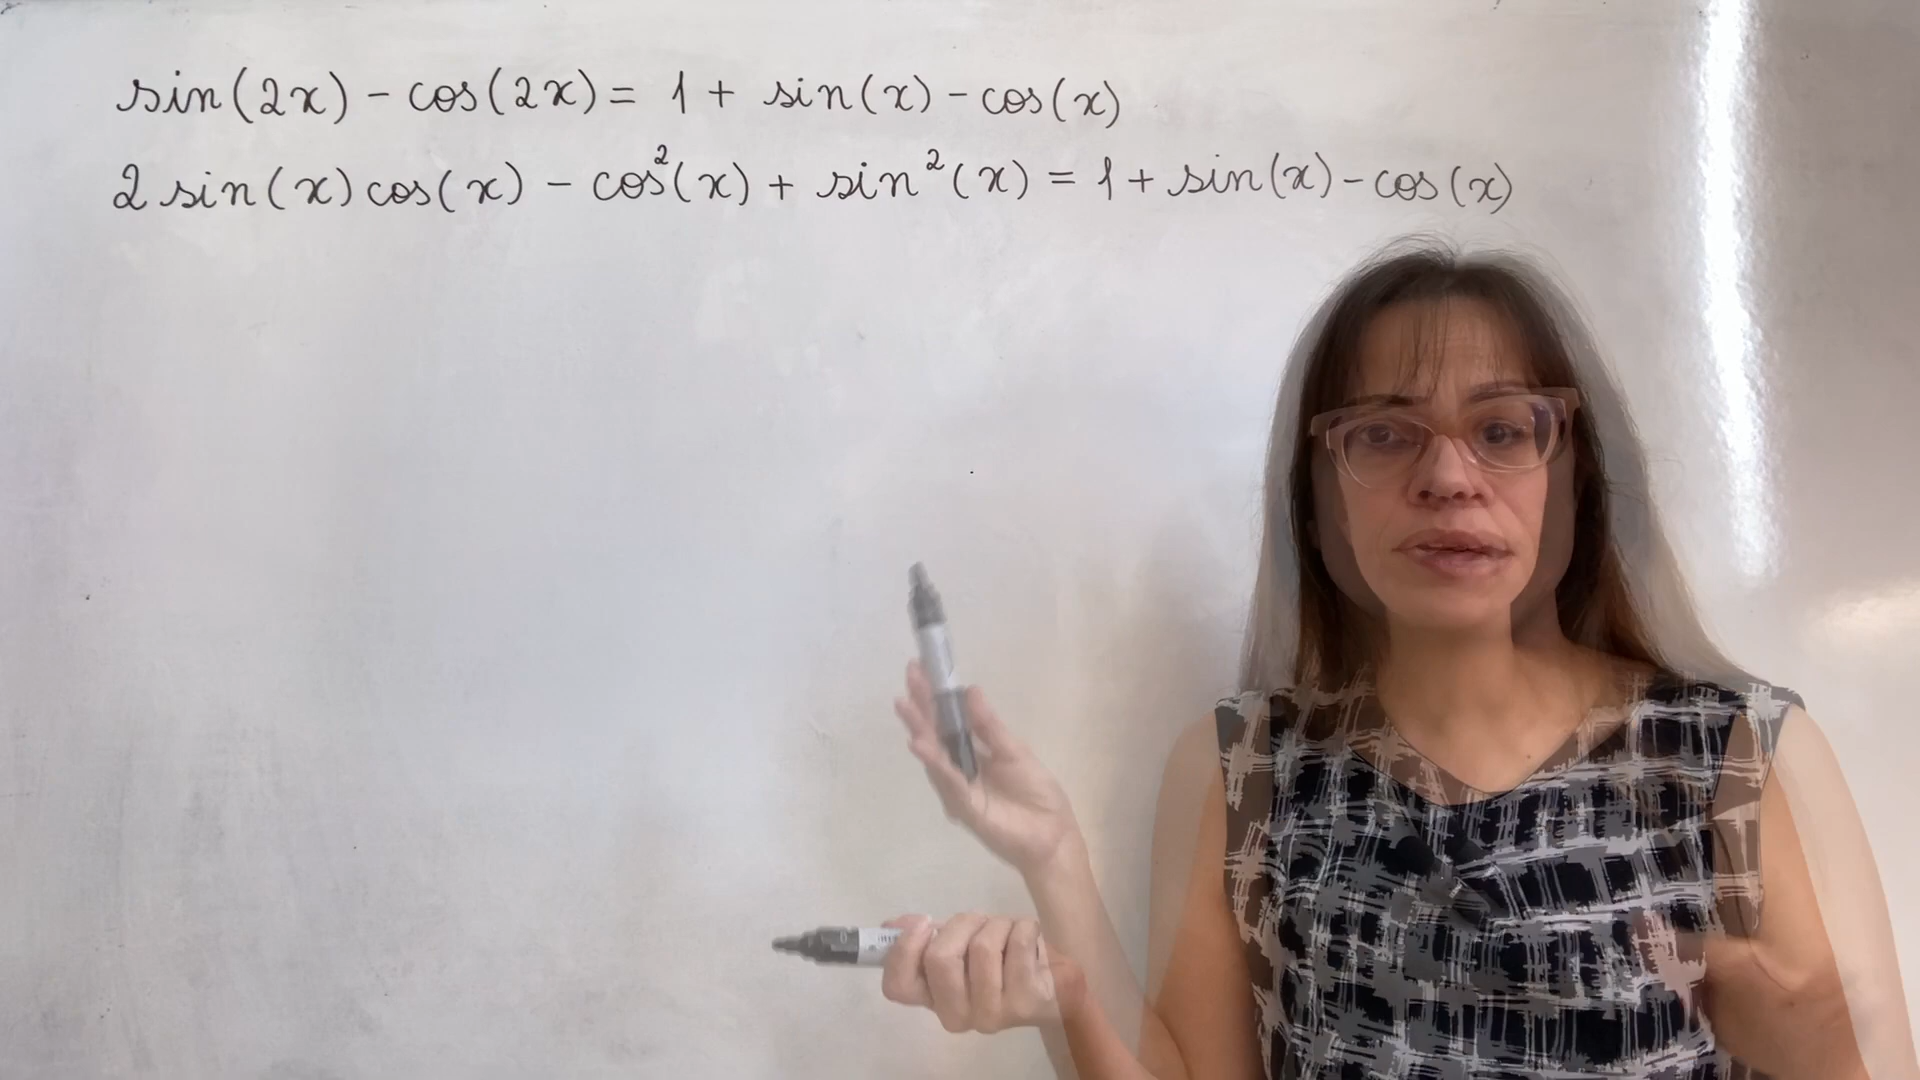 sin(2x) - cos(2x) = 1 + sin(x) - cos(x)
2 sin(x) cos(x) - cos²(x) + sin²(x) = 1 + sin(x) - cos(x)